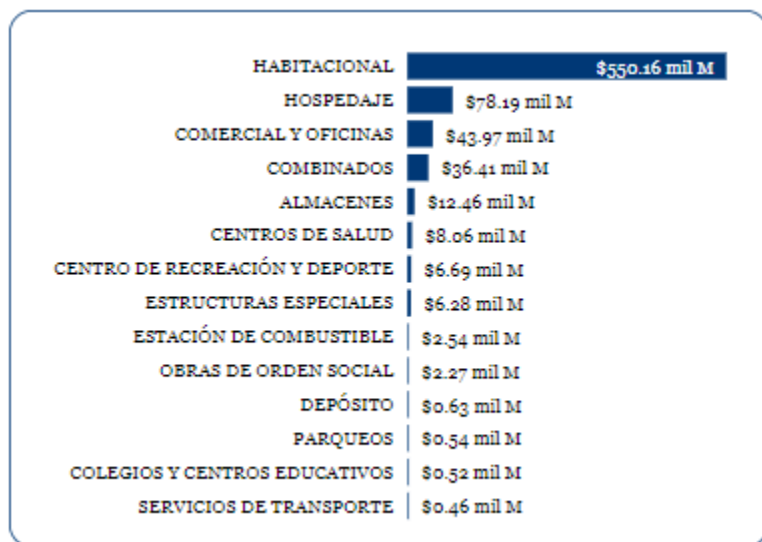 HABITACIONAL $550.16 mil M
HOSPEDAJE $78.19 mil M
COMERCIAL Y OFICINAS $43.97 mil M
COMBINADOS $36.41 mil M
ALMACENES $12.46 mil M
CENTROS DE SALUD $8.06 mil M
CENTRO DE RECREACIÓN Y DEPORTE $6.69 mil M
ESTRUCTURAS ESPECIALES $6.28 mil M
ESTACIÓN DE COMBUSTIBLE $2.54 mil M
OBRAS DE ORDEN SOCIAL $2.27 mil M
DEPÓSITO $0.63 mil M
PARQUEOS $0.54 mil M
COLEGIOS Y CENTROS EDUCATIVOS $0.52 mil M
SERVICIOS DE TRANSPORTE $0.46 mil M